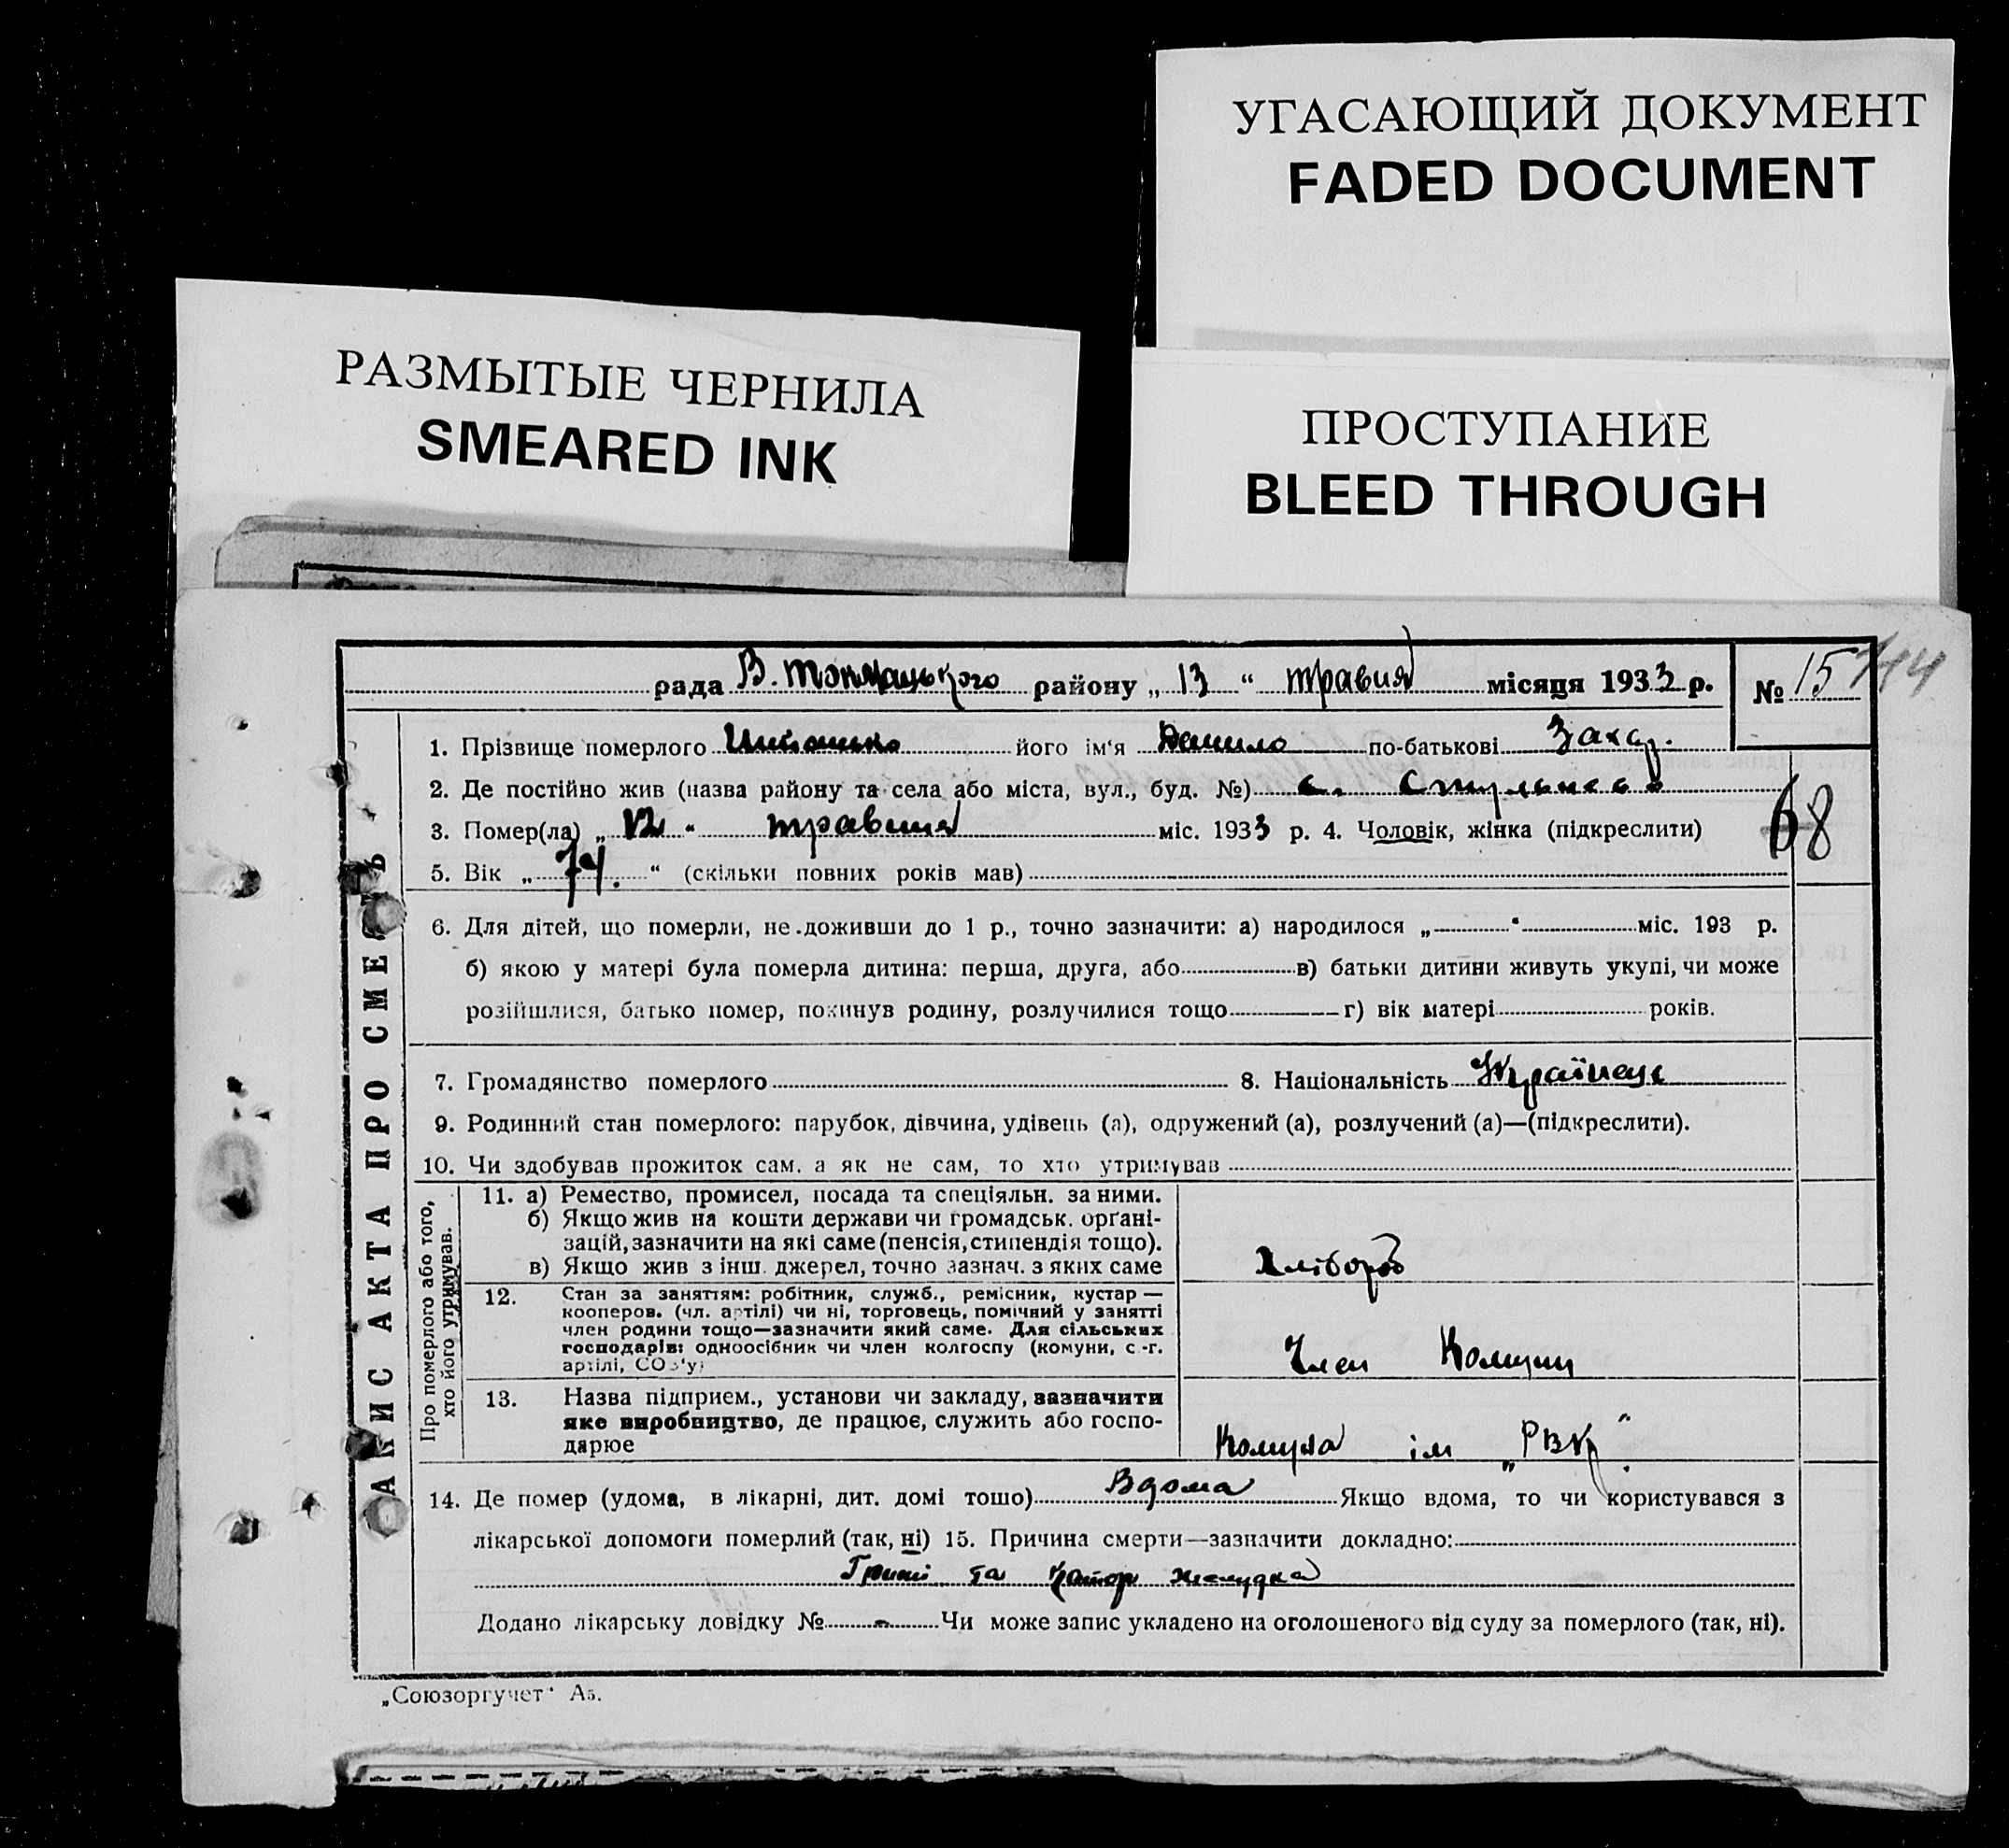 УГАСАЮЩИЙ ДОКУМЕНТ
FADED DOCUMENT
РАЗМЫТЫЕ ЧЕРНИЛА
SMEARED INK
ПРОСТУПАНИЕ
BLEED THROUGH
рада В. Токмацького району „ 13 “ травня місяця 1933 р. № 15
144
1. Прізвище померлого його ім'я Данило по-батькові Захар.
2. Де постійно жив (назва району та села або міста, вул., буд. №) с.
3. Помер(ла) „ 12 “ травня міс. 1933 р. 4. Чоловік, жінка (підкреслити)
68
5. Вік „ 74. “ (скільки повних років мав)
6. Для дітей, що померли, не доживши до 1 р., точно зазначити: а) народилося „ “ міс. 193 р.
б) якою у матері була померла дитина: перша, друга, або в) батьки дитини живуть укупі, чи може
розійшлися, батько помер, покинув родину, розлучилися тощо г) вік матері років.
7. Громадянство померлого 8. Національність Українець
9. Родинний стан померлого: парубок, дівчина, удівець (а), одружений (а), розлучений (а)—(підкреслити).
10. Чи здобував прожиток сам, а як не сам, то хто утримував
Про померлого або того, хто його утримував.
11. а) Ремество, промисел, посада та спеціяльн. за ними.
б) Якщо жив на кошти держави чи громадськ. орґані-
зацій, зазначити на які саме (пенсія, стипендія тощо).
в) Якщо жив з інш. джерел, точно зазнач. з яких саме
Хлібороб
12. Стан за заняттям: робітник, служб., ремісник, кустар —
кооперов. (чл. артілі) чи ні, торговець, помічний у занятті
член родини тощо—зазначити який саме. Для сільських
господарів: одноосібник чи член колгоспу (комуни, с.-г.
артілі, СОЗ'у)
Член Комуни
13. Назва підприєм., установи чи закладу, зазначити
яке виробництво, де працює, служить або госпо-
дарює
Комуна ім „РВК“
14. Де помер (удома, в лікарні, дит. домі тощо) Вдома Якщо вдома, то чи користувався з
лікарської допомоги померлий (так, ні) 15. Причина смерти—зазначити докладно:
та желудка
Додано лікарську довідку № - Чи може запис укладено на оголошеного від суду за померлого (так, ні).
ЗАПИС АКТА ПРО СМЕРТЬ
„Союзоргучет“ А5.